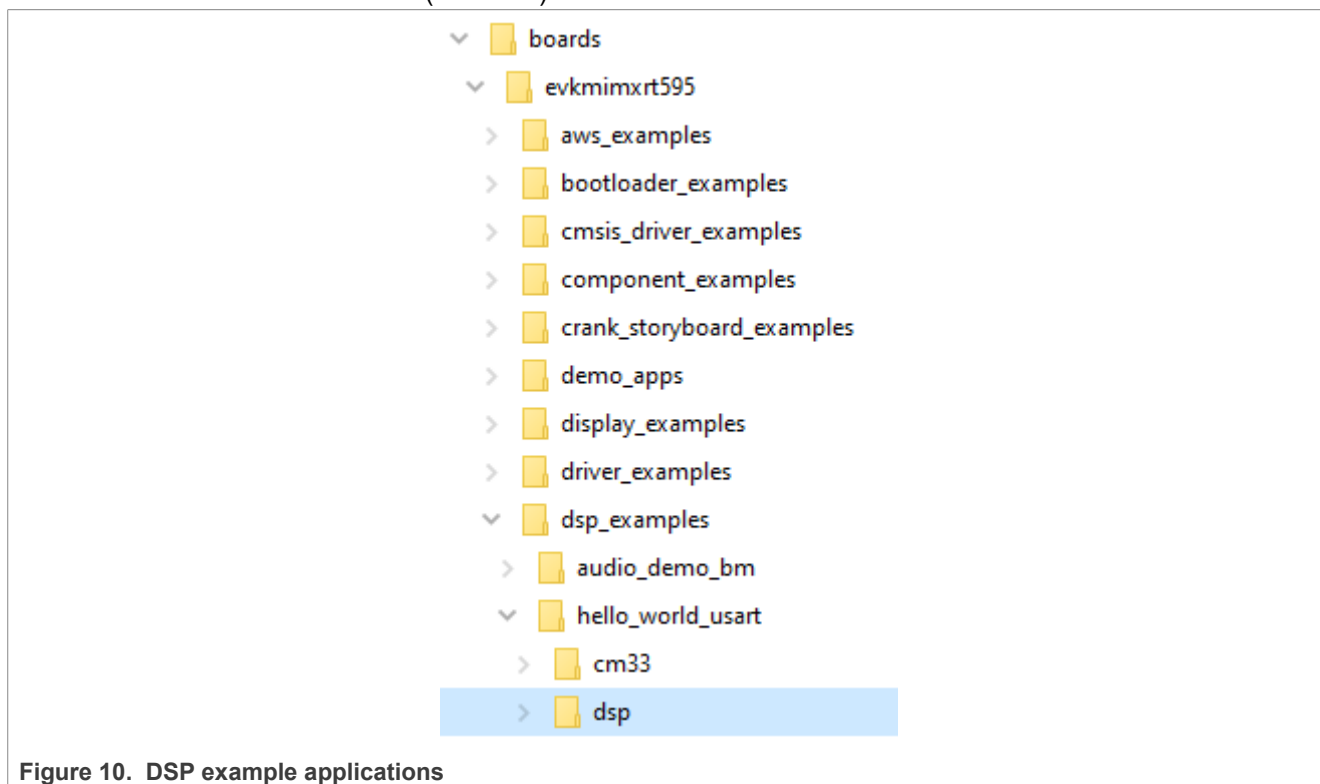 boards
evkmimxrt595
aws_examples
bootloader_examples
cmsis_driver_examples
component_examples
crank_storyboard_examples
demo_apps
display_examples
driver_examples
dsp_examples
audio_demo_bm
hello_world_usart
cm33
dsp
Figure 10. DSP example applications